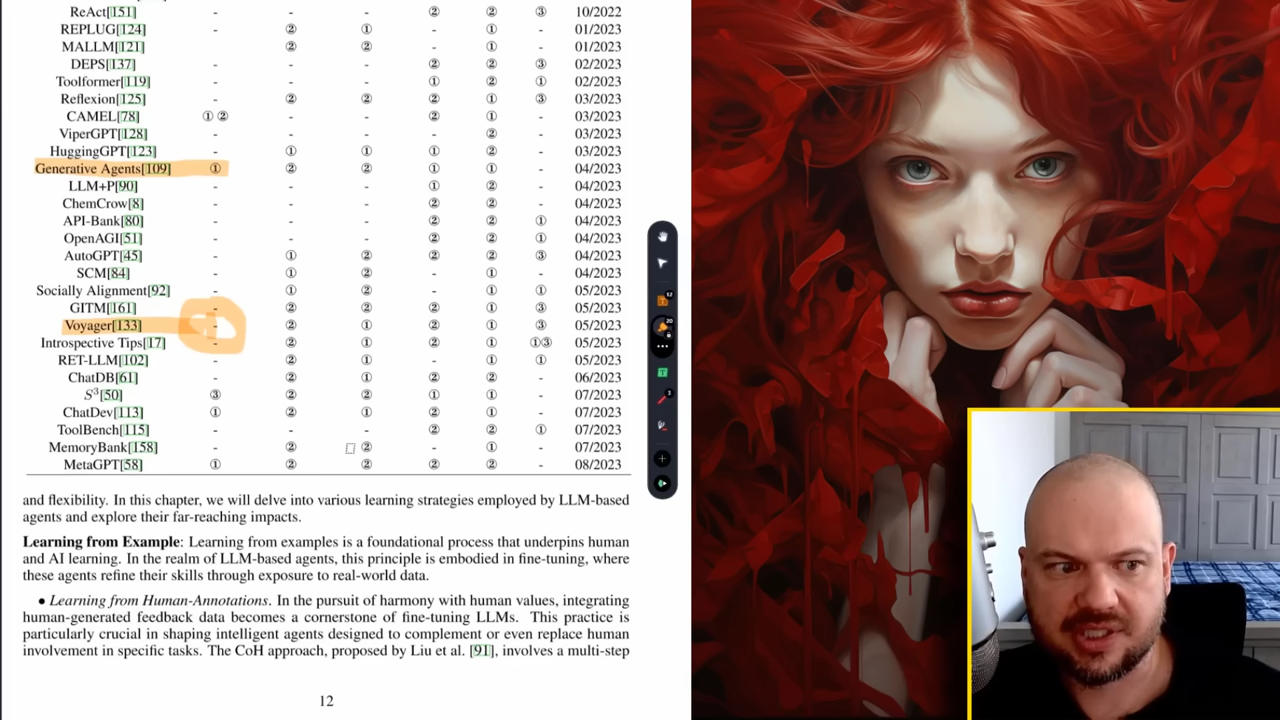 ReAct[151] - - - ② ② ③ 10/2022
REPLUG[124] - ② ① - ① - 01/2023
MALLM[121] - ② ② - ① - 01/2023
DEPS[137] - - - ② ② ③ 02/2023
Toolformer[119] - - - ① ② ① 02/2023
Reflexion[125] - ② ② ② ① ③ 03/2023
CAMEL[78] ① ② - - ② ① - 03/2023
ViperGPT[128] - - - - ② - 03/2023
HuggingGPT[123] - ① ① ① ② - 03/2023
Generative Agents[109] ① ② ② ① ① - 04/2023
LLM+P[90] - - - ① ② - 04/2023
ChemCrow[8] - - - ② ② - 04/2023
API-Bank[80] - - - ② ② ① 04/2023
OpenAGI[51] - - - ② ② ① 04/2023
AutoGPT[45] - ① ② ② ② ③ 04/2023
SCM[84] - ① ② - ① - 04/2023
Socially Alignment[92] - ① ② - ① ① 05/2023
GITM[161] - ② ② ② ① ③ 05/2023
Voyager[133] - ② ① ② ① ③ 05/2023
Introspective Tips[17] - ② ① ② ① ①③ 05/2023
RET-LLM[102] - ② ① - ① ① 05/2023
ChatDB[61] - ② ① ② ② - 06/2023
S³[50] ③ ② ② ① ① - 07/2023
ChatDev[113] ① ② ① ② ① - 07/2023
ToolBench[115] - - - ② ② ① 07/2023
MemoryBank[158] - ② ② - ① - 07/2023
MetaGPT[58] ① ② ② ② ② - 08/2023
and flexibility. In this chapter, we will delve into various learning strategies employed by LLM-based
agents and explore their far-reaching impacts.
Learning from Example: Learning from examples is a foundational process that underpins human
and AI learning. In the realm of LLM-based agents, this principle is embodied in fine-tuning, where
these agents refine their skills through exposure to real-world data.
• Learning from Human-Annotations. In the pursuit of harmony with human values, integrating
human-generated feedback data becomes a cornerstone of fine-tuning LLMs. This practice is
particularly crucial in shaping intelligent agents designed to complement or even replace human
involvement in specific tasks. The CoH approach, proposed by Liu et al. [91], involves a multi-step
12